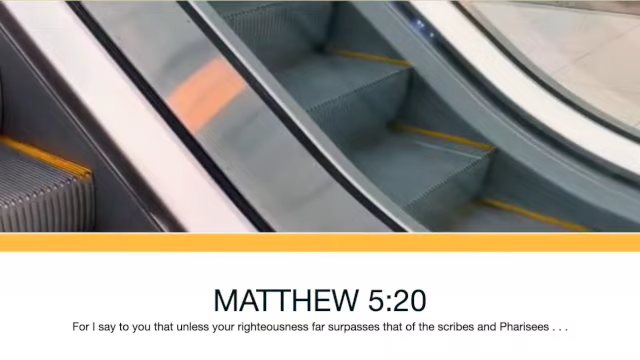 MATTHEW 5:20
For I say to you that unless your righteousness far surpasses that of the scribes and Pharisees . . .